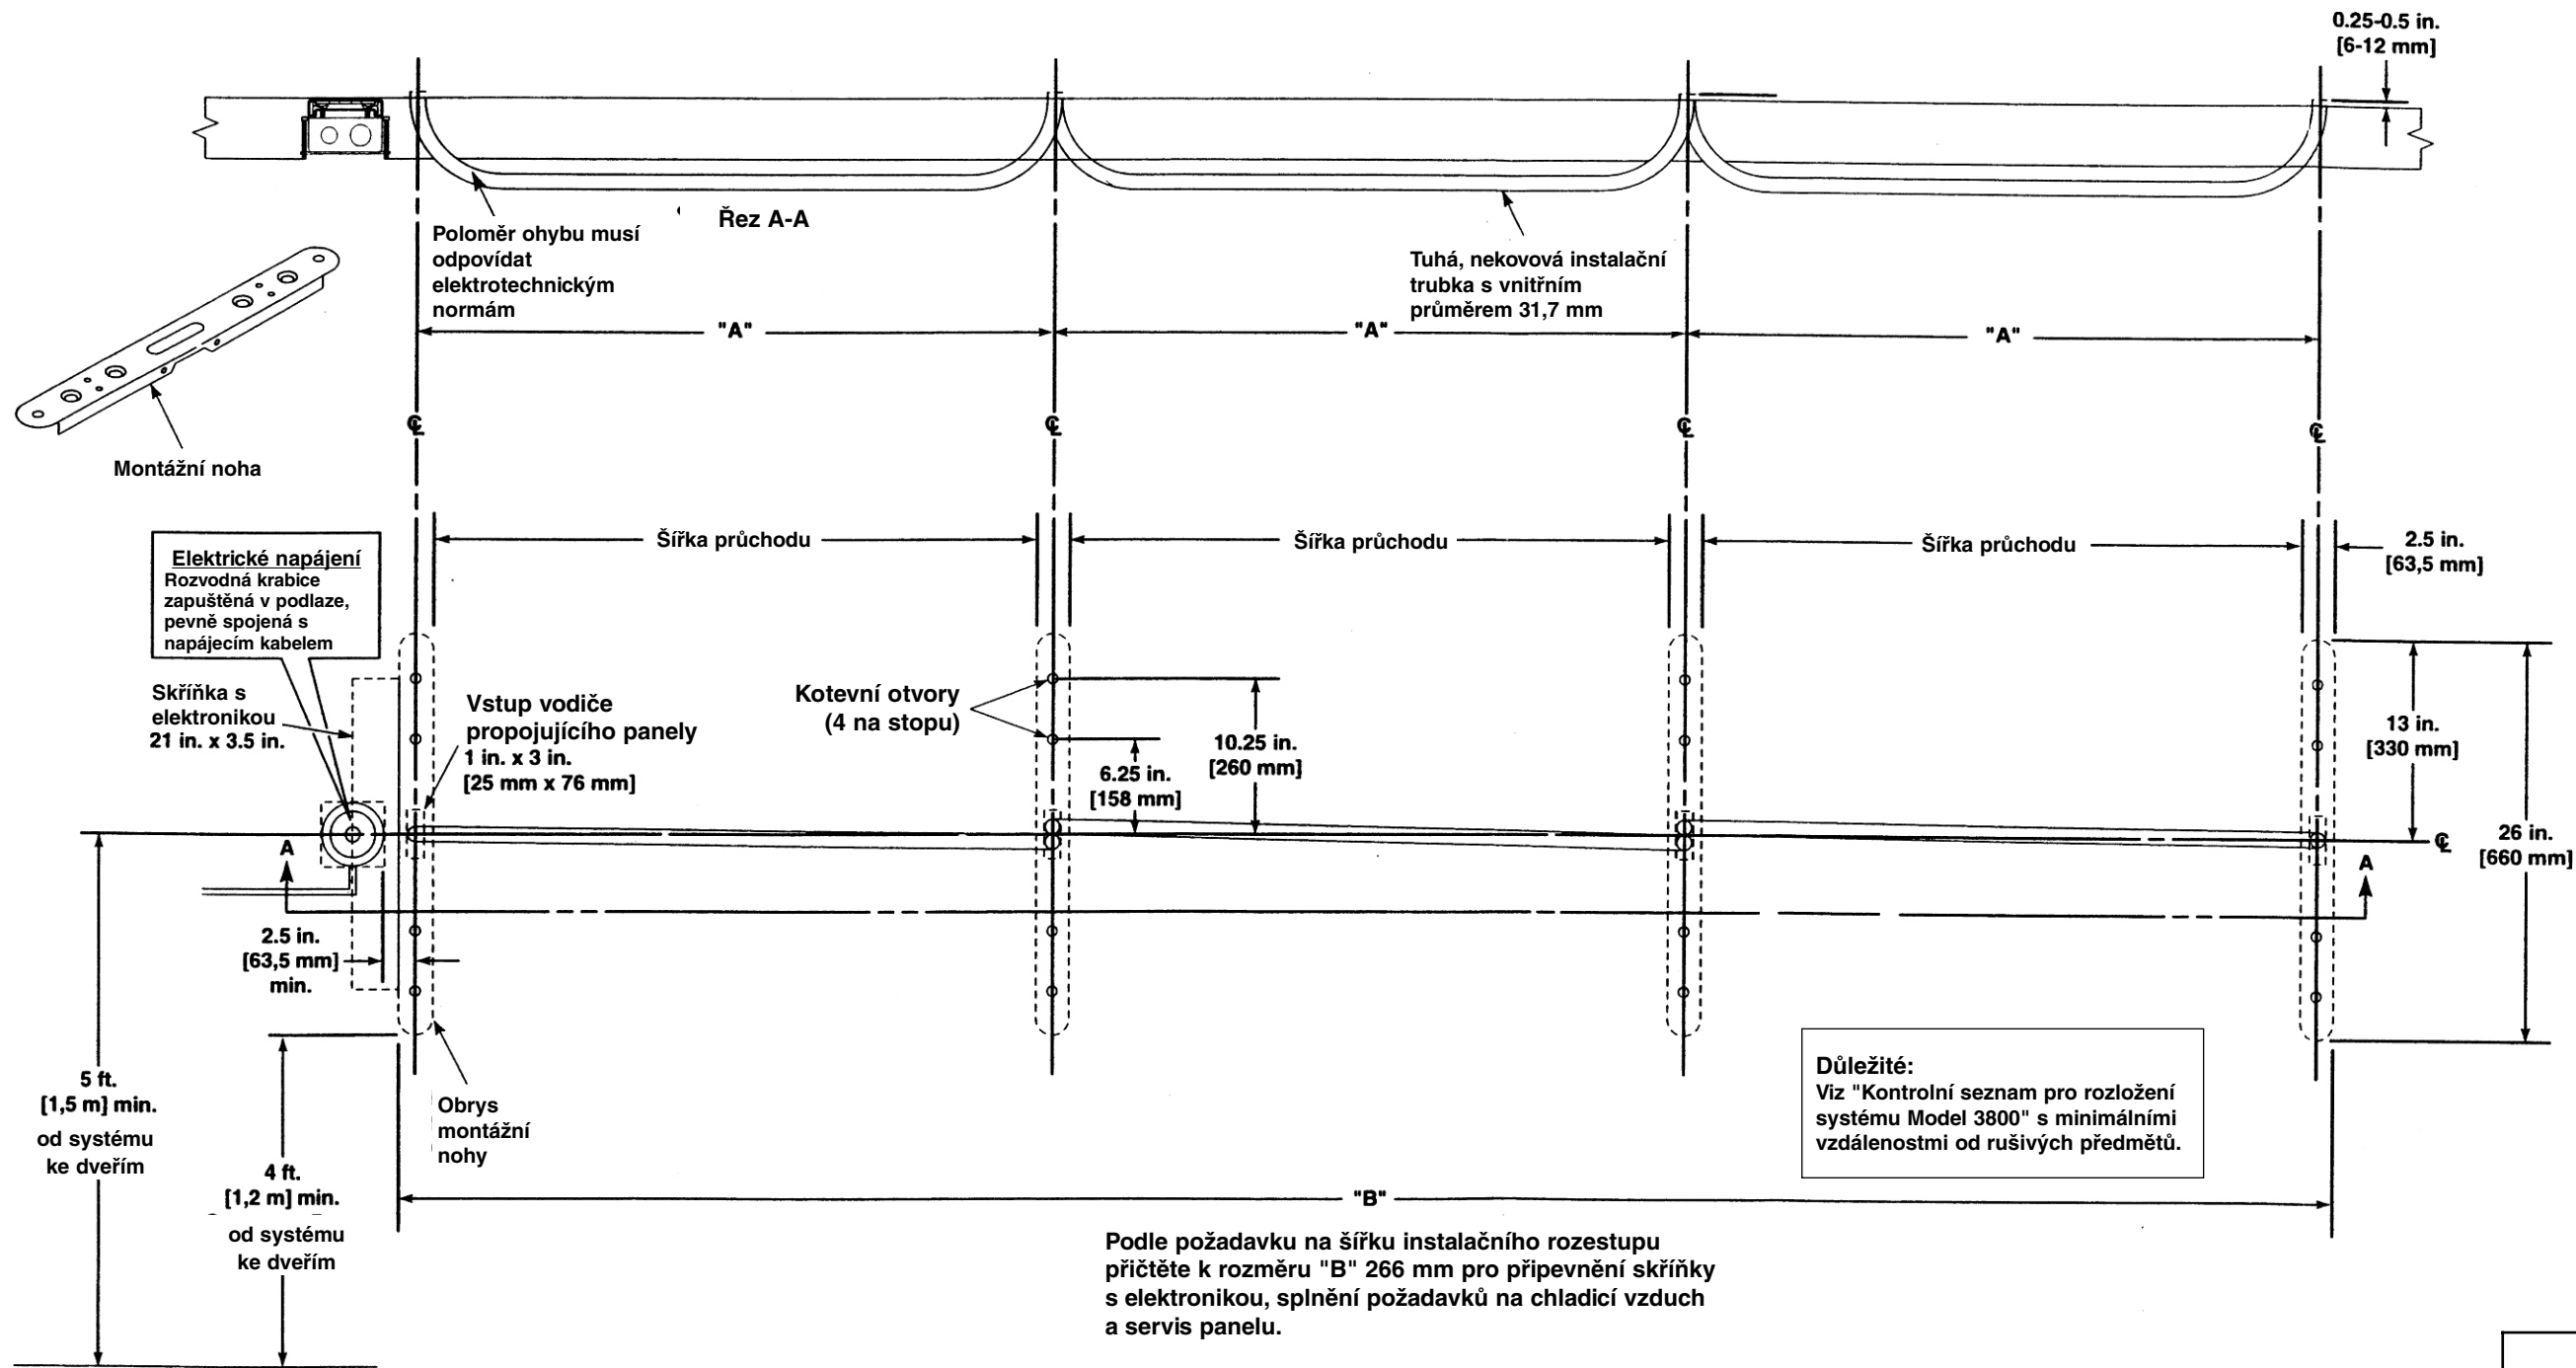 0.25-0.5 in.
[6-12 mm]
Řez A-A
Poloměr ohybu musí
odpovídat
elektrotechnickým
normám
Tuhá, nekovová instalační
trubka s vnitřním
průměrem 31,7 mm
"A"
"A"
"A"
Montážní noha
Šířka průchodu
Šířka průchodu
Šířka průchodu
2.5 in.
[63,5 mm]
Elektrické napájení
Rozvodná krabice
zapuštěná v podlaze,
pevně spojená s
napájecím kabelem
Skříňka s
elektronikou
21 in. x 3.5 in.
Vstup vodiče
propojujícího panely
1 in. x 3 in.
[25 mm x 76 mm]
Kotevní otvory
(4 na stopu)
6.25 in.
[158 mm]
10.25 in.
[260 mm]
13 in.
[330 mm]
26 in.
[660 mm]
A
A
2.5 in.
[63,5 mm]
min.
5 ft.
[1,5 m] min.
od systému
ke dveřím
4 ft.
[1,2 m] min.
od systému
ke dveřím
Obrys
montážní
nohy
Důležité:
Viz "Kontrolní seznam pro rozložení
systému Model 3800" s minimálními
vzdálenostmi od rušivých předmětů.
"B"
Podle požadavku na šířku instalačního rozestupu
přičtěte k rozměru "B" 266 mm pro připevnění skříňky
s elektronikou, splnění požadavků na chladicí vzduch
a servis panelu.